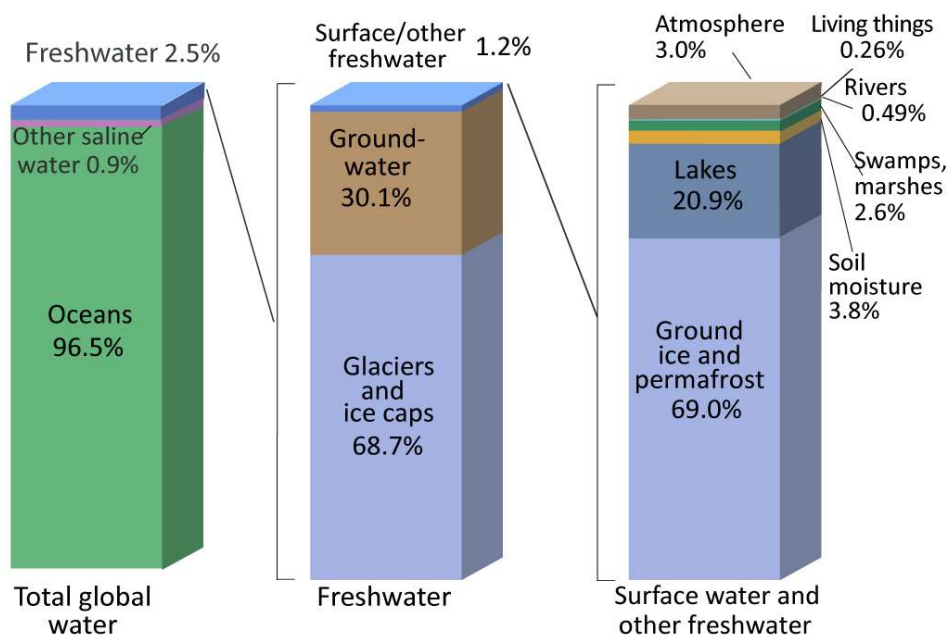 Freshwater 2.5%
Other saline
water 0.9%
Oceans
96.5%
Total global
water
Surface/other
freshwater
1.2%
Ground-
water
30.1%
Glaciers
and
ice caps
68.7%
Freshwater
Atmosphere
3.0%
Living things
0.26%
Rivers
0.49%
Swamps,
marshes
2.6%
Soil
moisture
3.8%
Lakes
20.9%
Ground
ice and
permafrost
69.0%
Surface water and
other freshwater